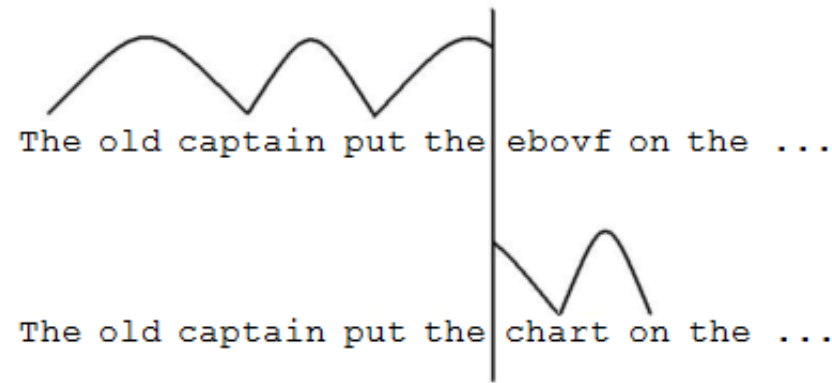 The old captain put the ebovf on the ...
The old captain put the chart on the ...